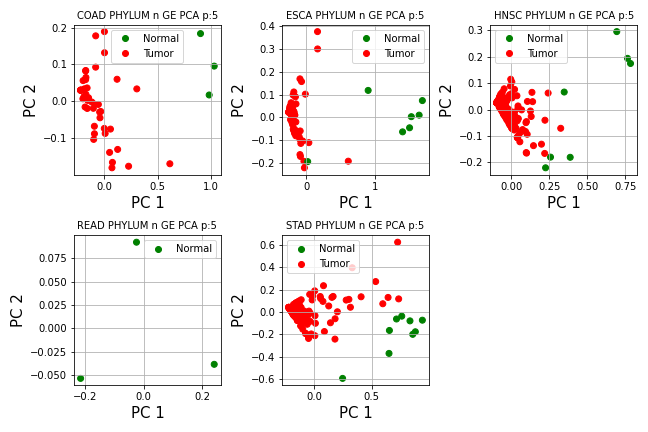 COAD PHYLUM n GE PCA p:5
Normal
Tumor
0.2
0.1
0.0
−0.1
PC 2
0.0
0.5
1.0
PC 1
ESCA PHYLUM n GE PCA p:5
Normal
Tumor
0.4
0.3
0.2
0.1
0.0
−0.1
−0.2
PC 2
0
1
PC 1
HNSC PHYLUM n GE PCA p:5
Normal
Tumor
0.3
0.2
0.1
0.0
−0.1
−0.2
PC 2
0.00
0.25
0.50
0.75
PC 1
READ PHYLUM n GE PCA p:5
Normal
0.075
0.050
0.025
0.000
−0.025
−0.050
PC 2
−0.2
0.0
0.2
PC 1
STAD PHYLUM n GE PCA p:5
Normal
Tumor
0.6
0.4
0.2
0.0
−0.2
−0.4
−0.6
PC 2
0.0
0.5
PC 1